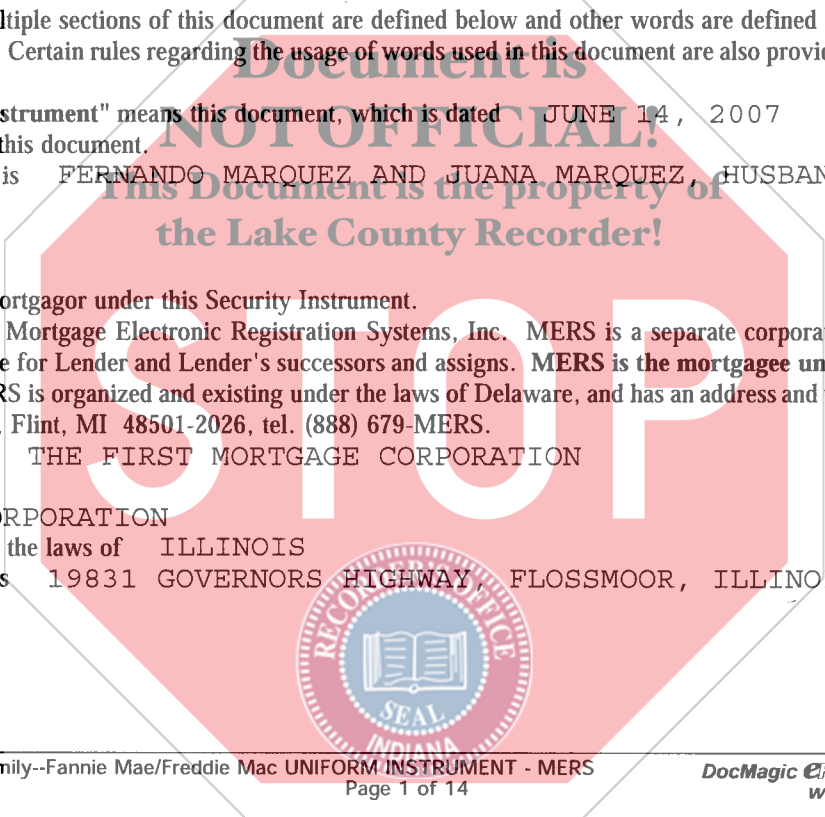 ltiple sections of this document are defined below and other words are defined
Certain rules regarding the usage of words used in this document are also provid
Document is
strument" means this document, which is dated JUNE 14, 2007
NOT OFFICIAL!
this document.
is FERNANDO MARQUEZ AND JUANA MARQUEZ, HUSBAN
This Document is the property of
the Lake County Recorder!
ortgagor under this Security Instrument.
Mortgage Electronic Registration Systems, Inc. MERS is a separate corpora
e for Lender and Lender's successors and assigns. MERS is the mortgagee un
RS is organized and existing under the laws of Delaware, and has an address and
, Flint, MI 48501-2026, tel. (888) 679-MERS.
STOP
THE FIRST MORTGAGE CORPORATION
ORPORATION
the laws of ILLINOIS
s 19831 GOVERNORS HIGHWAY, FLOSSMOOR, ILLINO
RECORDER OFFICE
SEAL
INDIANA
mily--Fannie Mae/Freddie Mac UNIFORM INSTRUMENT - MERS
DocMagic
Page 1 of 14
w